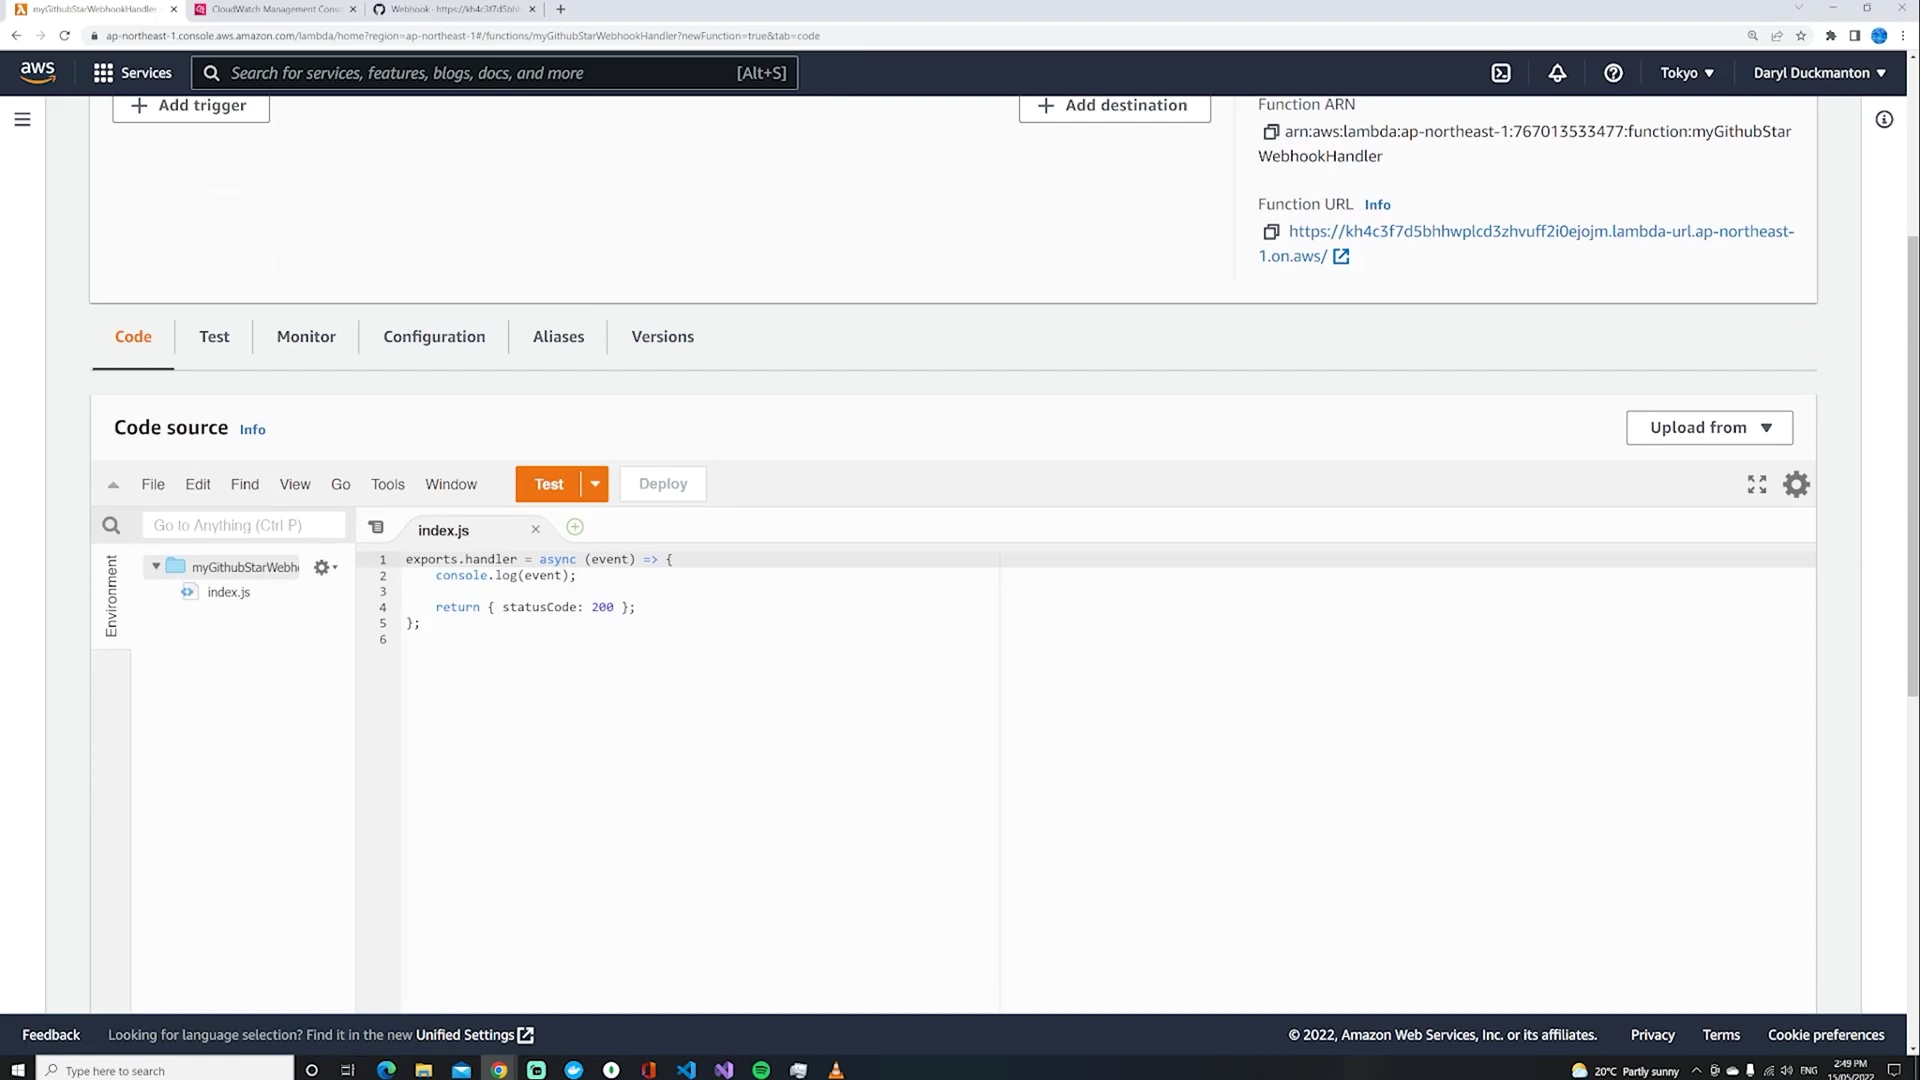 myGithubStarWebhookHandler -
CloudWatch Management Cons
Webhook · https://kh4c3f7d5bhh
ap-northeast-1.console.aws.amazon.com/lambda/home?region=ap-northeast-1#/functions/myGithubStarWebhookHandler?newFunction=true&tab=code
aws
Services
Search for services, features, blogs, docs, and more
[Alt+S]
Tokyo
Daryl Duckmanton
Add trigger
Add destination
Function ARN
arn:aws:lambda:ap-northeast-1:767013533477:function:myGithubStar
WebhookHandler
Function URL Info
https://kh4c3f7d5bhhwplcd3zhvuff2i0ejojm.lambda-url.ap-northeast-
1.on.aws/
Code
Test
Monitor
Configuration
Aliases
Versions
Code source Info
Upload from
File
Edit
Find
View
Go
Tools
Window
Test
Deploy
Go to Anything (Ctrl P)
index.js
Environment
myGithubStarWebh
index.js
1 exports.handler = async (event) => {
2 console.log(event);
3
4 return { statusCode: 200 };
5 };
6
Feedback
Looking for language selection? Find it in the new Unified Settings
© 2022, Amazon Web Services, Inc. or its affiliates.
Privacy
Terms
Cookie preferences
Type here to search
20°C Partly sunny
ENG
2:49 PM
15/05/2022